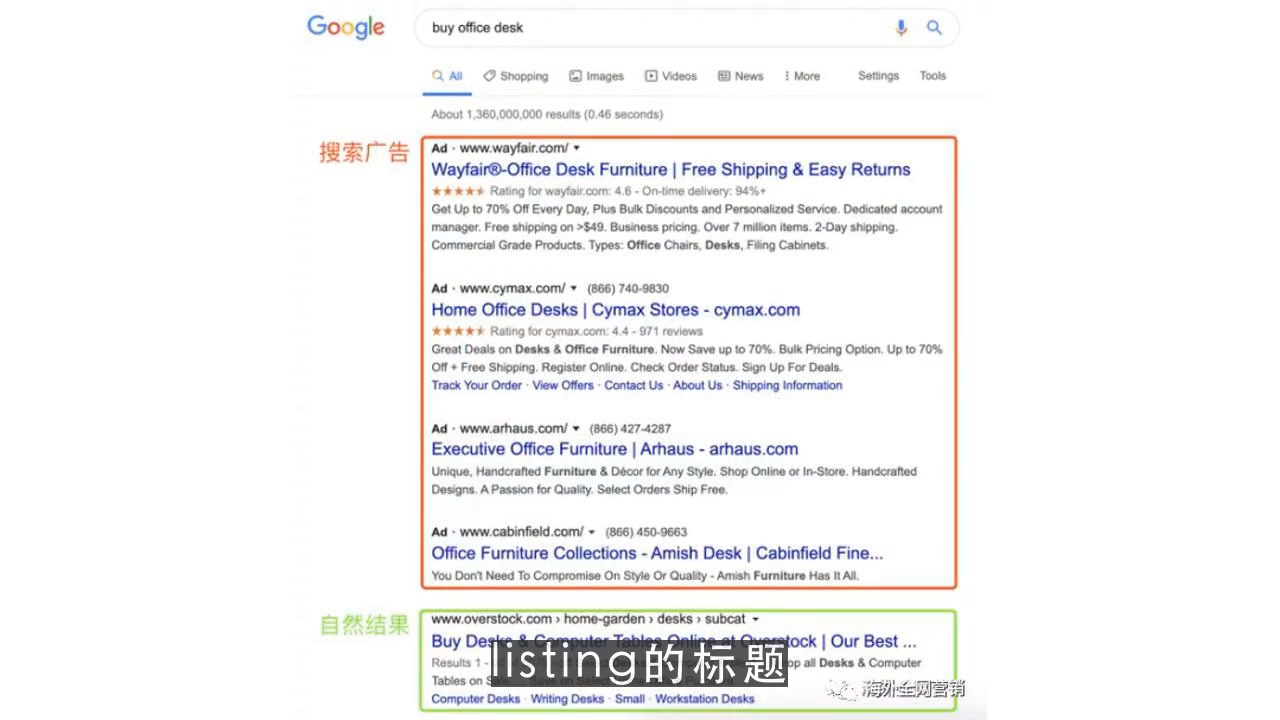 Google
buy office desk
All Shopping Images Videos News More Settings Tools
About 1,360,000,000 results (0.46 seconds)
搜索广告
Ad · www.wayfair.com/
Wayfair®-Office Desk Furniture | Free Shipping & Easy Returns
Rating for wayfair.com: 4.6 - On-time delivery: 94%+
Get Up to 70% Off Every Day, Plus Bulk Discounts and Personalized Service. Dedicated account
manager. Free shipping on >$49. Business pricing. Over 7 million items. 2-Day shipping.
Commercial Grade Products. Types: Office Chairs, Desks, Filing Cabinets.
Ad · www.cymax.com/ (866) 740-9830
Home Office Desks | Cymax Stores - cymax.com
Rating for cymax.com: 4.4 - 971 reviews
Great Deals on Desks & Office Furniture. Now Save up to 70%. Bulk Pricing Option. Up to 70%
Off + Free Shipping. Register Online. Check Order Status. Sign Up For Deals.
Track Your Order · View Offers · Contact Us · About Us · Shipping Information
Ad · www.arhaus.com/ (866) 427-4287
Executive Office Furniture | Arhaus - arhaus.com
Unique, Handcrafted Furniture & Décor for Any Style. Shop Online or In-Store. Handcrafted
Designs. A Passion for Quality. Select Orders Ship Free.
Ad · www.cabinfield.com/ (866) 450-9663
Office Furniture Collections - Amish Desk | Cabinfield Fine...
You Don't Need To Compromise On Style Or Quality - Amish Furniture Has It All.
自然结果
www.overstock.com › home-garden › desks › subcat
Buy Desks & Computer Tables Online at Overstock | Our Best ...
Results 1 - all Desks & Computer
Tables on
listing的标题
Computer Desks · Writing Desks · Small · Workstation Desks
海外全网营销